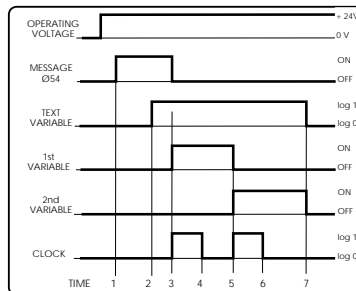 OPERATING
VOLTAGE
+ 24V
0 V
MESSAGE
Ø54
ON
OFF
TEXT
VARIABLE
log 1
log 0
1st
VARIABLE
ON
OFF
2nd
VARIABLE
ON
OFF
CLOCK
log 1
log 0
TIME 1 2 3 4 5 6 7